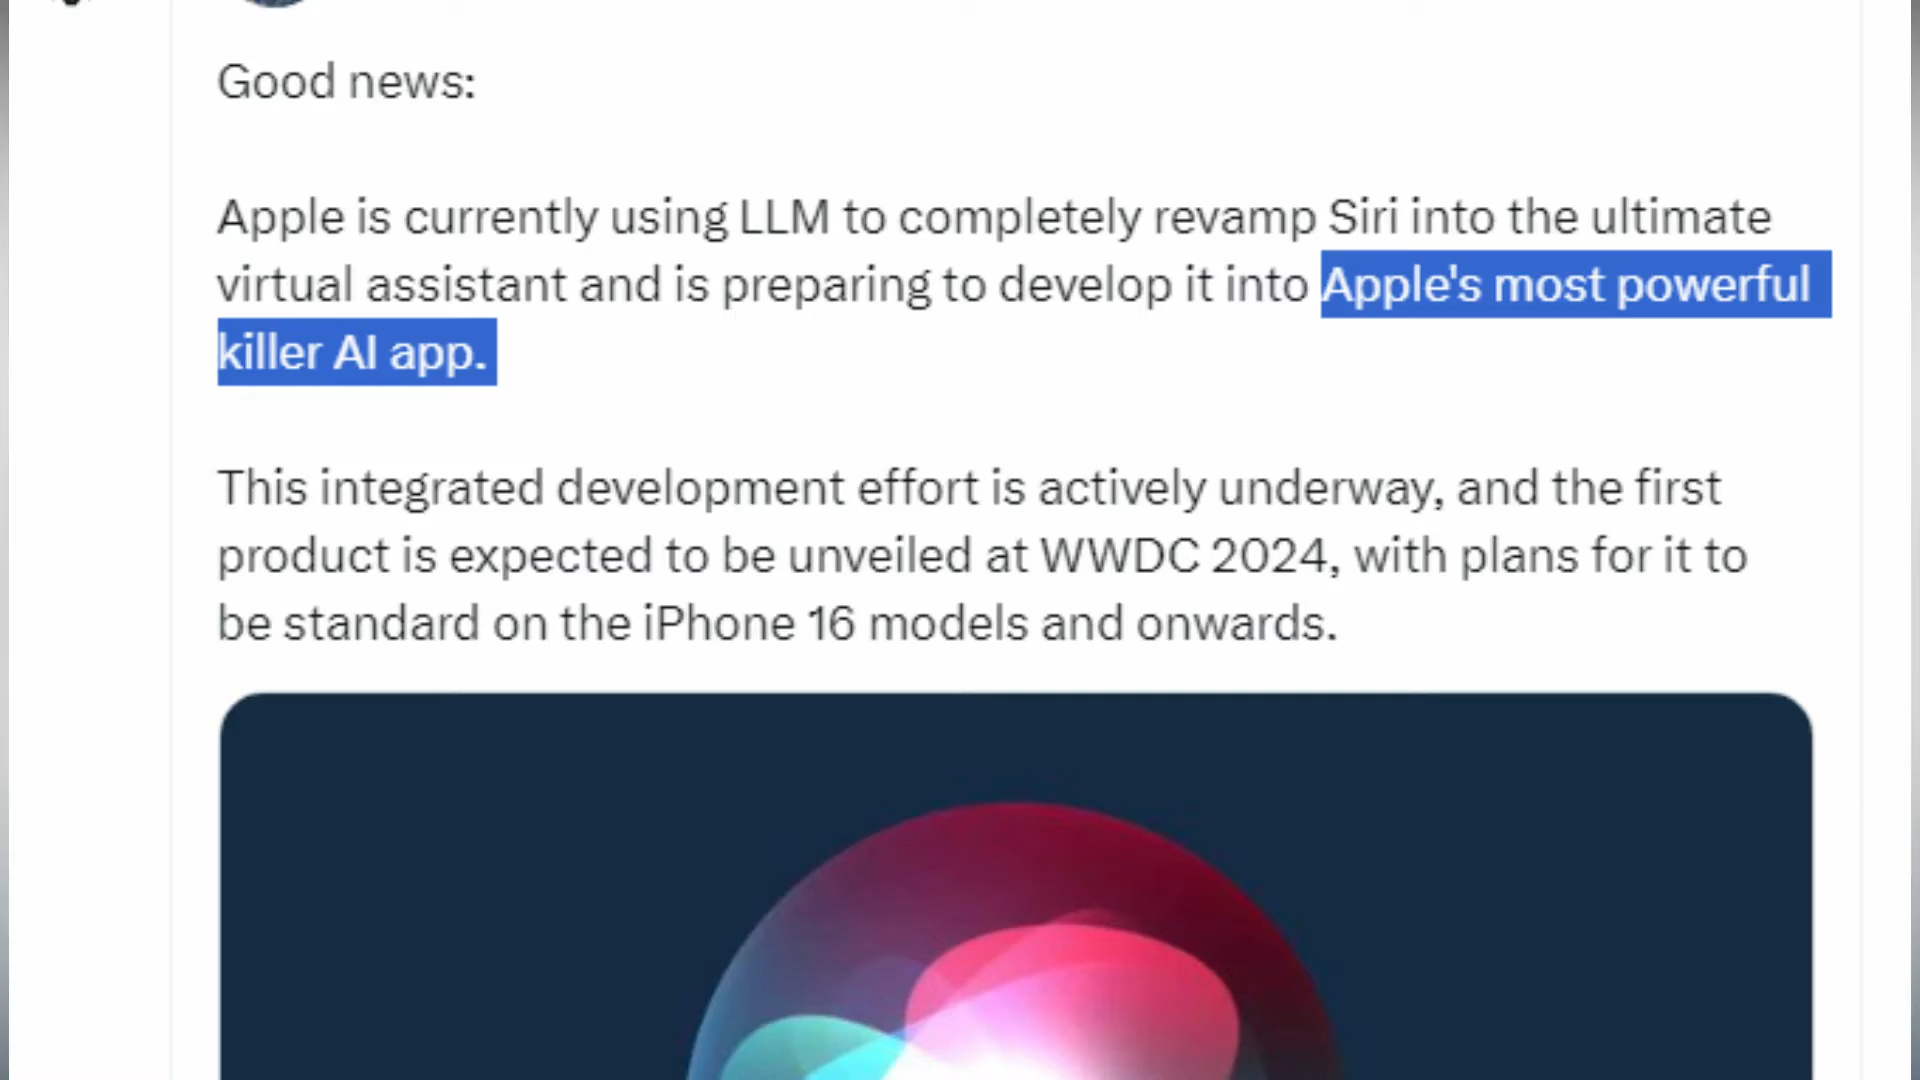 Good news:
Apple is currently using LLM to completely revamp Siri into the ultimate
virtual assistant and is preparing to develop it into Apple's most powerful
killer AI app.
This integrated development effort is actively underway, and the first
product is expected to be unveiled at WWDC 2024, with plans for it to
be standard on the iPhone 16 models and onwards.